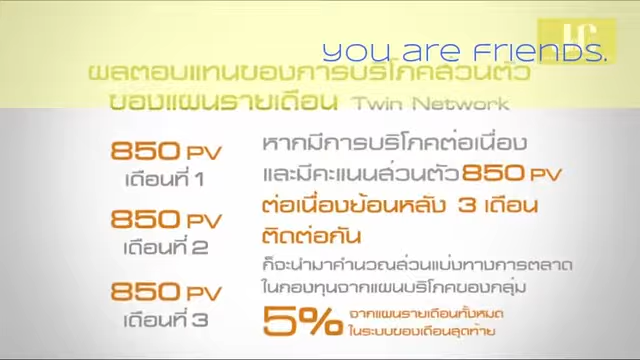 you are Friends.
ผลตอบแทนของการบริโภคส่วนตัว
ของแผนรายเดือน Twin Network
850 PV
เดือนที่ 1
850 PV
เดือนที่ 2
850 PV
เดือนที่ 3
หากมีการบริโภคต่อเนื่อง
และมีคะแนนส่วนตัว 850 PV
ต่อเนื่องย้อนหลัง 3 เดือน
ติดต่อกัน
ก็จะนำมาคำนวณส่วนแบ่งทางการตลาด
ในกองทุนจากแผนบริโภคของกลุ่ม
5% จากแผนรายเดือนทั้งหมด
ในระบบของเดือนสุดท้าย